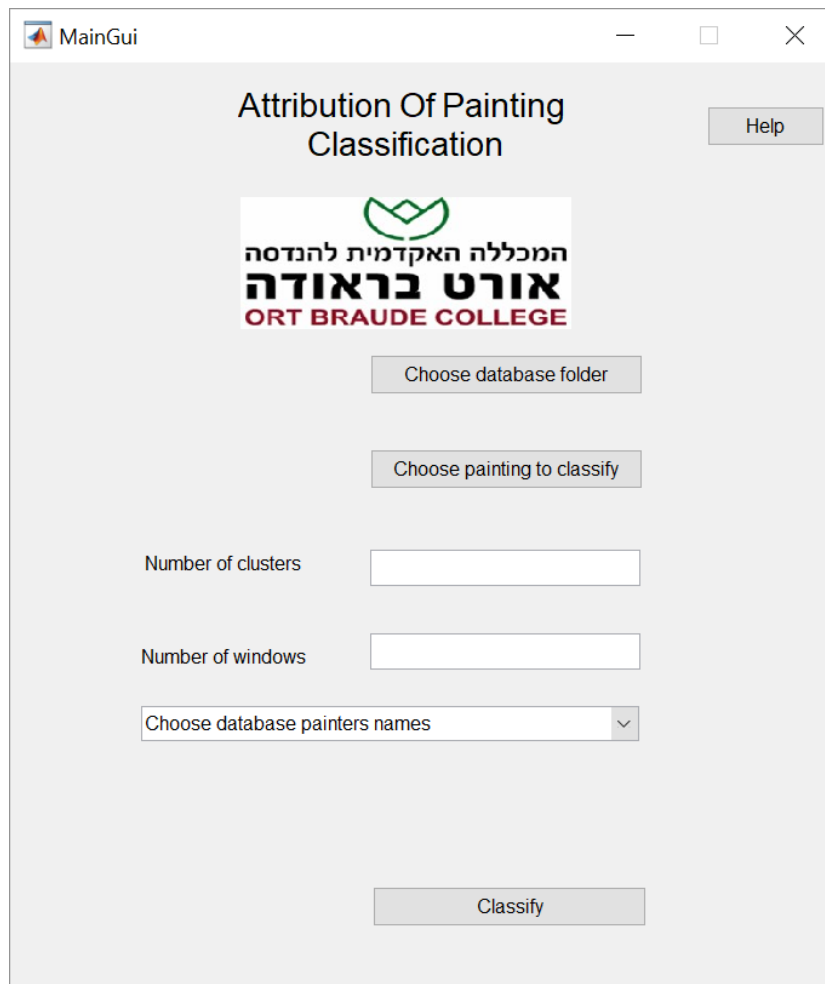 MainGui
Attribution Of Painting
Classification
Help
המכללה האקדמית להנדסה
אורט בראודה
ORT BRAUDE COLLEGE
Choose database folder
Choose painting to classify
Number of clusters
Number of windows
Choose database painters names
Classify